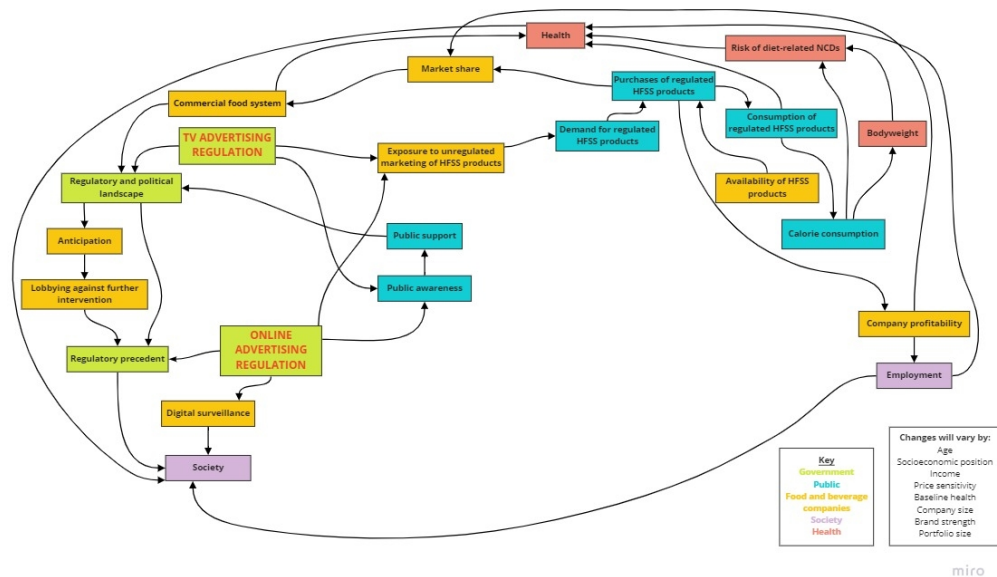 Health
Risk of diet-related NCDs
Market share
Purchases of regulated
HFSS products
Commercial food system
Consumption of
regulated HFSS products
Demand for regulated
HFSS products
Bodyweight
TV ADVERTISING
REGULATION
Exposure to unregulated
marketing of HFSS products
Regulatory and political
landscape
Availability of HFSS
products
Public support
Calorie consumption
Anticipation
Public awareness
Lobbying against further
intervention
Company profitability
ONLINE
ADVERTISING
REGULATION
Regulatory precedent
Employment
Digital surveillance
Society
Key
Government
Public
Food and beverage
companies
Society
Health
Changes will vary by:
Age
Socioeconomic position
Income
Price sensitivity
Baseline health
Company size
Brand strength
Portfolio size
miro